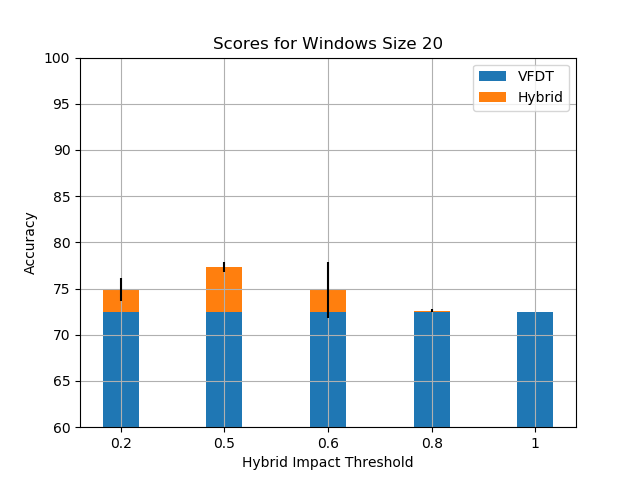 Scores for Windows Size 20
VFDT
Hybrid
100
95
90
85
80
75
70
65
60
Accuracy
0.2 0.5 0.6 0.8 1
Hybrid Impact Threshold